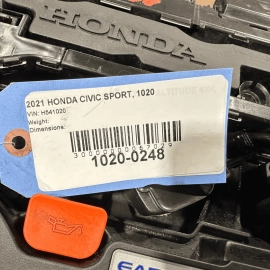 HONDA
2021 HONDA CIVIC SPORT, 1020
VIN: H541020
Weight:
Dimensions:
1020-0248